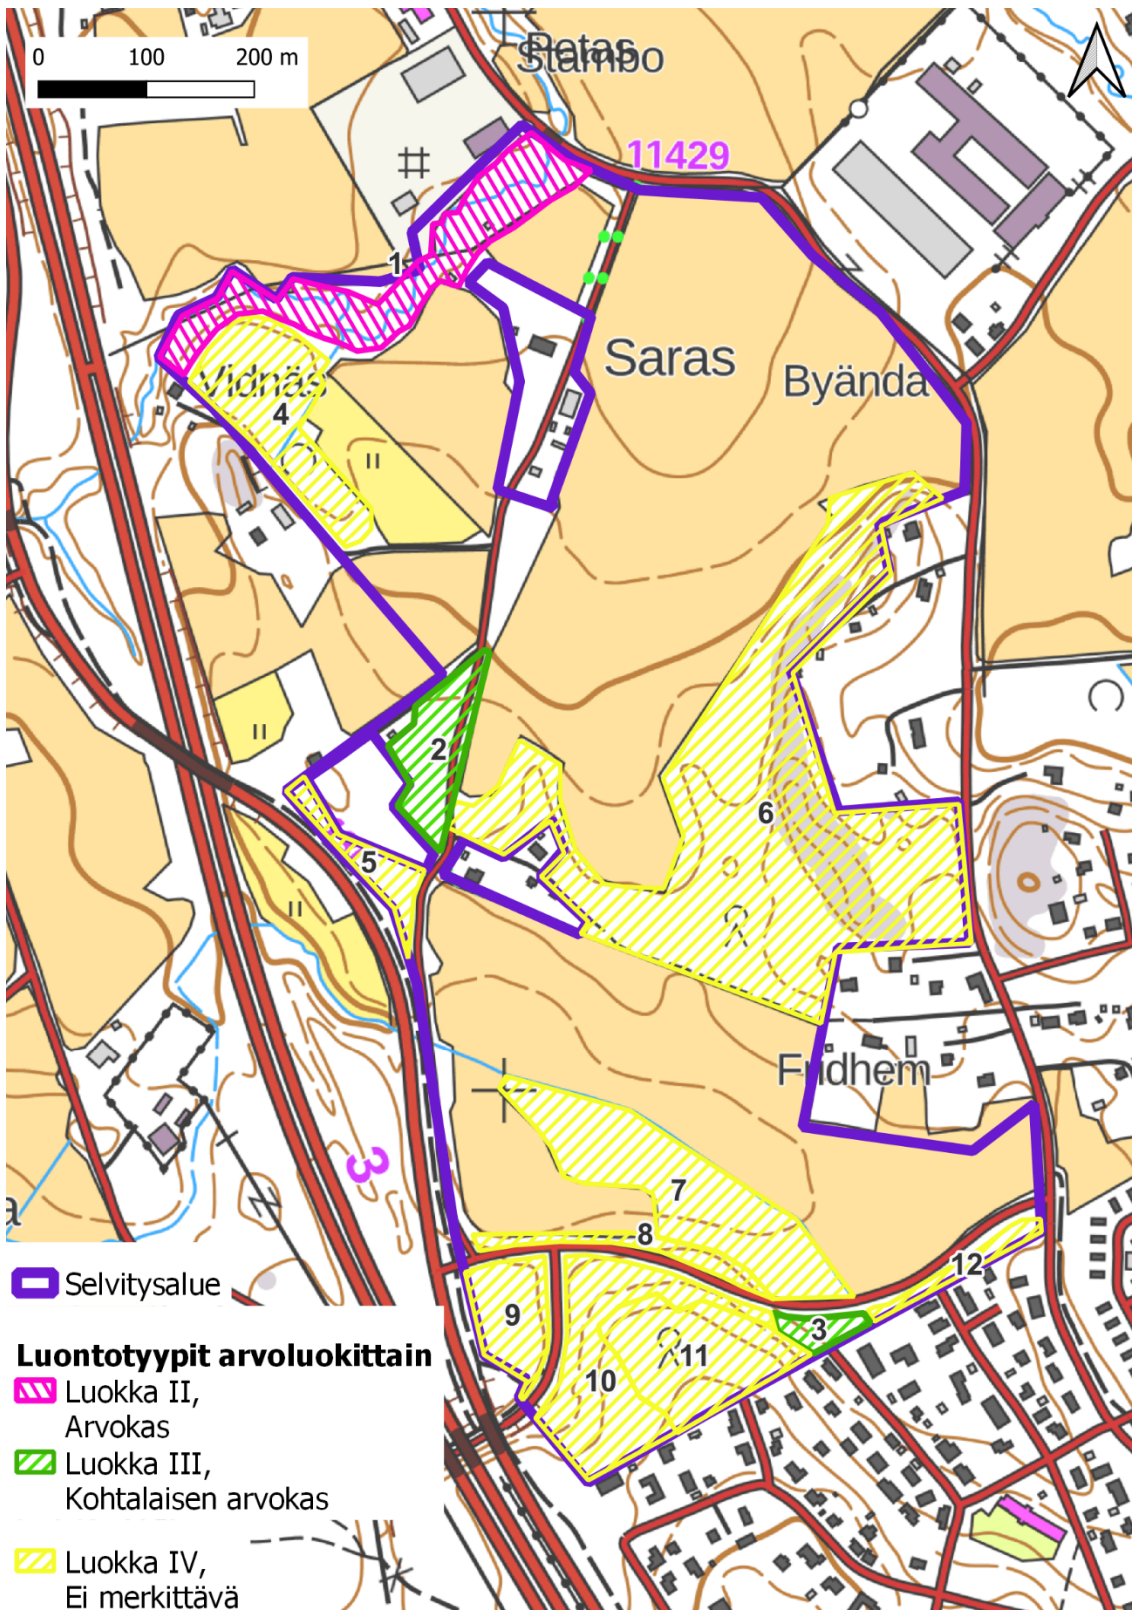 0 100 200 m
Petas
Stambo
11429
1
Saras
Byända
Vidnäs
4
II
2
II
6
5
II
Fridhem
3
7
a
8
12
Selvitysalue
9
3
11
10
Luontotyypit arvoluokittain
Luokka II,
Arvokas
Luokka III,
Kohtalaisen arvokas
Luokka IV,
Ei merkittävä